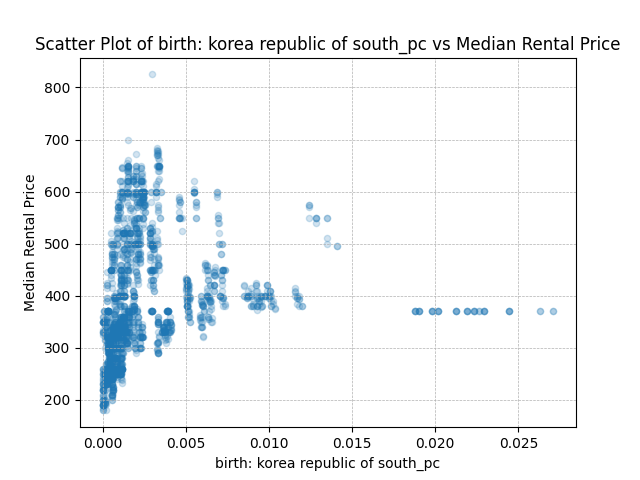 Scatter Plot of birth: korea republic of south_pc vs Median Rental Price
800
700
600
500
400
300
200
Median Rental Price
0.000 0.005 0.010 0.015 0.020 0.025
birth: korea republic of south_pc